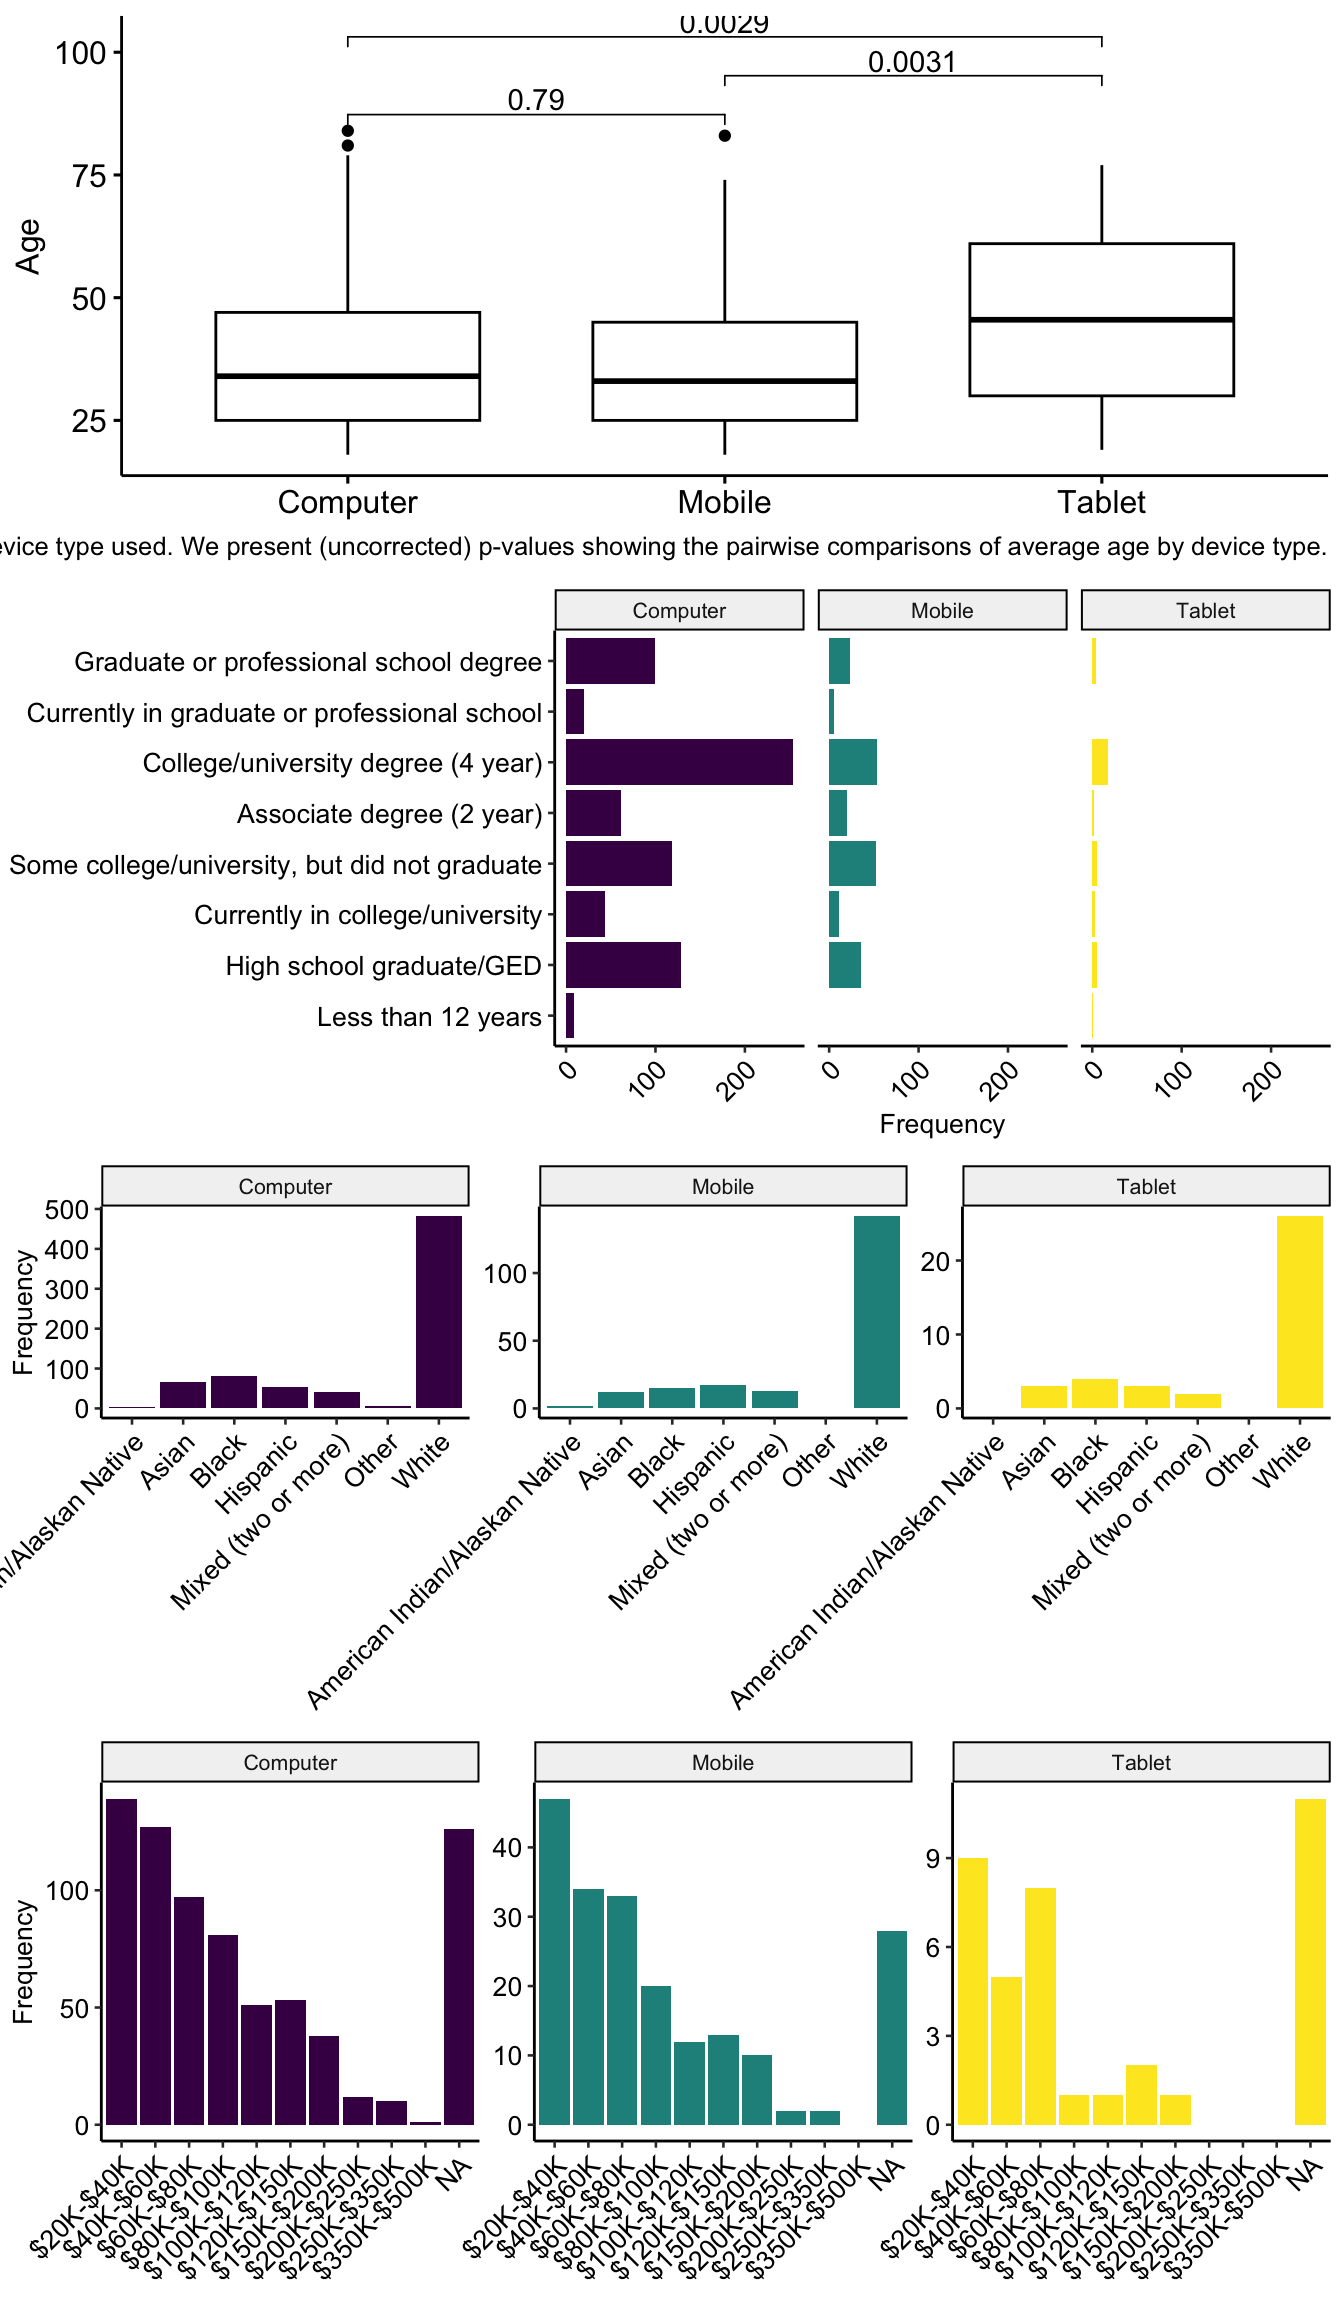 0.0029
100
0.0031
0.79
75
Age
50
25
Computer Mobile Tablet
device type used. We present (uncorrected) p-values showing the pairwise comparisons of average age by device type.
Computer Mobile Tablet
Graduate or professional school degree
Currently in graduate or professional school
College/university degree (4 year)
Associate degree (2 year)
Some college/university, but did not graduate
Currently in college/university
High school graduate/GED
Less than 12 years
0 100 200 0 100 200 0 100 200
Frequency
Computer Mobile Tablet
Frequency
500
400
300
200
100
0
100
50
0
20
10
0
n/Alaskan Native Asian Black Hispanic Mixed (two or more) Other White
American Indian/Alaskan Native Asian Black Hispanic Mixed (two or more) Other White
American Indian/Alaskan Native Asian Black Hispanic Mixed (two or more) Other White
Computer Mobile Tablet
Frequency
100
50
0
40
30
20
10
0
9
6
3
0
$20K-$40K $40K-$60K $60K-$80K $80K-$100K $100K-$120K $120K-$150K $150K-$200K $200K-$250K $250K-$350K $350K-$500K NA
$20K-$40K $40K-$60K $60K-$80K $80K-$100K $100K-$120K $120K-$150K $150K-$200K $200K-$250K $250K-$350K $350K-$500K NA
$20K-$40K $40K-$60K $60K-$80K $80K-$100K $100K-$120K $120K-$150K $150K-$200K $200K-$250K $250K-$350K $350K-$500K NA